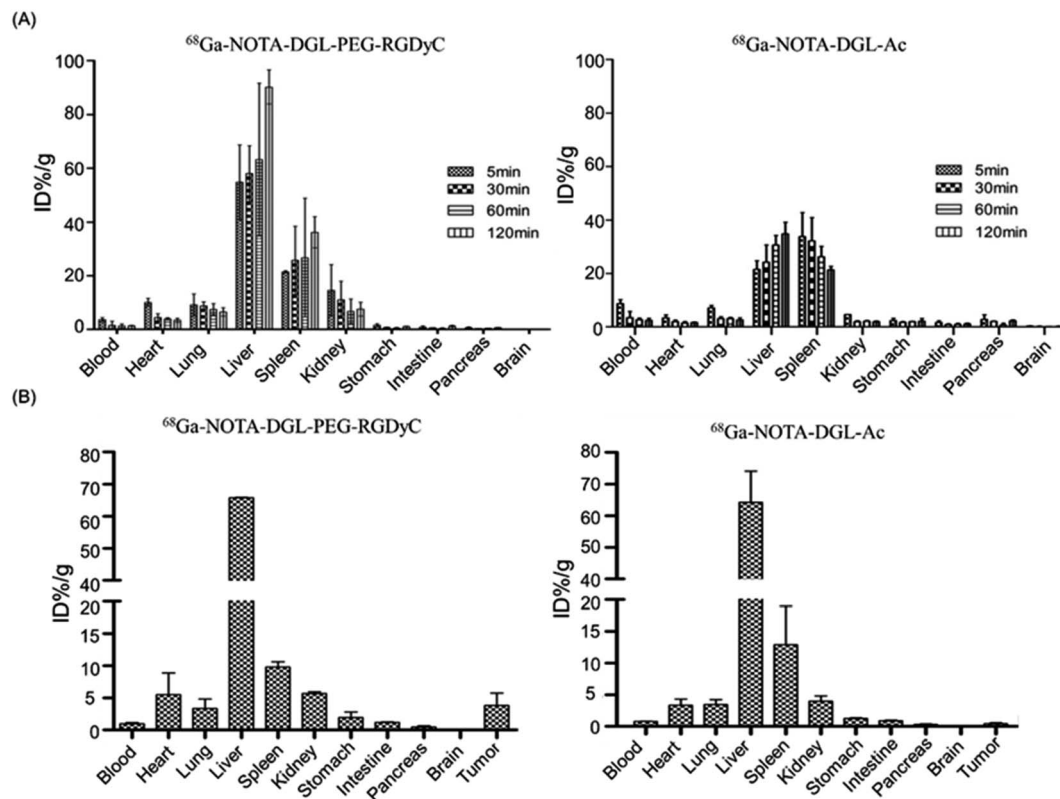 (A)
⁶⁸Ga-NOTA-DGL-PEG-RGDyC
ID%/g
100
80
60
40
20
0
5min
30min
60min
120min
Blood
Heart
Lung
Liver
Spleen
Kidney
Stomach
Intestine
Pancreas
Brain
⁶⁸Ga-NOTA-DGL-Ac
ID%/g
100
80
60
40
20
0
5min
30min
60min
120min
Blood
Heart
Lung
Liver
Spleen
Kidney
Stomach
Intestine
Pancreas
Brain
(B)
⁶⁸Ga-NOTA-DGL-PEG-RGDyC
ID%/g
80
70
60
50
40
20
15
10
5
0
Blood
Heart
Lung
Liver
Spleen
Kidney
Stomach
Intestine
Pancreas
Brain
Tumor
⁶⁸Ga-NOTA-DGL-Ac
ID%/g
80
70
60
50
40
20
15
10
5
0
Blood
Heart
Lung
Liver
Spleen
Kidney
Stomach
Intestine
Pancreas
Brain
Tumor